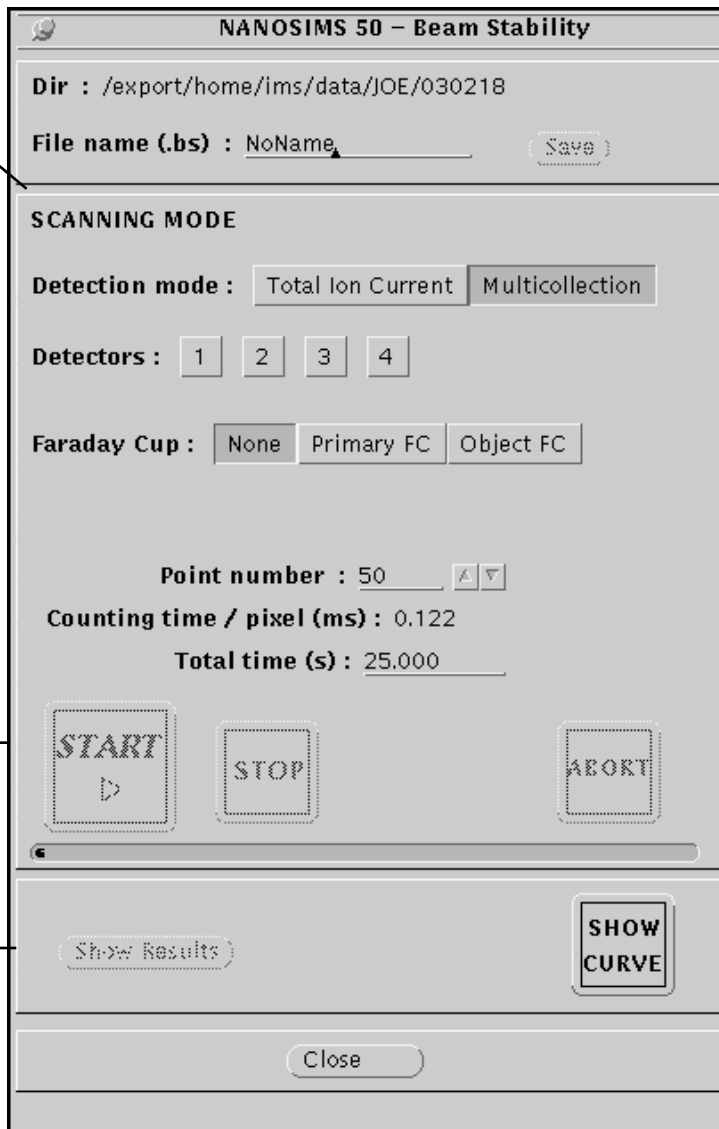 NANOSIMS 50 – Beam Stability
Dir : /export/home/ims/data/JOE/030218
File name (.bs) : NoName Save
SCANNING MODE
Detection mode : Total Ion Current Multicollection
Detectors : 1 2 3 4
Faraday Cup : None Primary FC Object FC
Point number : 50
Counting time / pixel (ms) : 0.122
Total time (s) : 25.000
START STOP ABORT
Show Results SHOW CURVE
Close